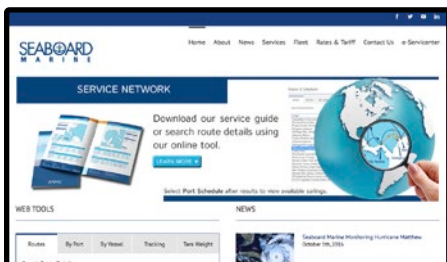 SEABOARD
MARINE
Home About News Services Fleet Rates & Tariff Contact Us e-Servicenter
SERVICE NETWORK
Download our service guide
or search route details using
our online tool.
LEARN MORE
Select Port Schedule after results to view available sailings.
WEB TOOLS
NEWS
Routes By Port By Vessel Tracking Tare Weight
Seaboard Marine Monitoring Hurricane Matthew
October 5th, 2016